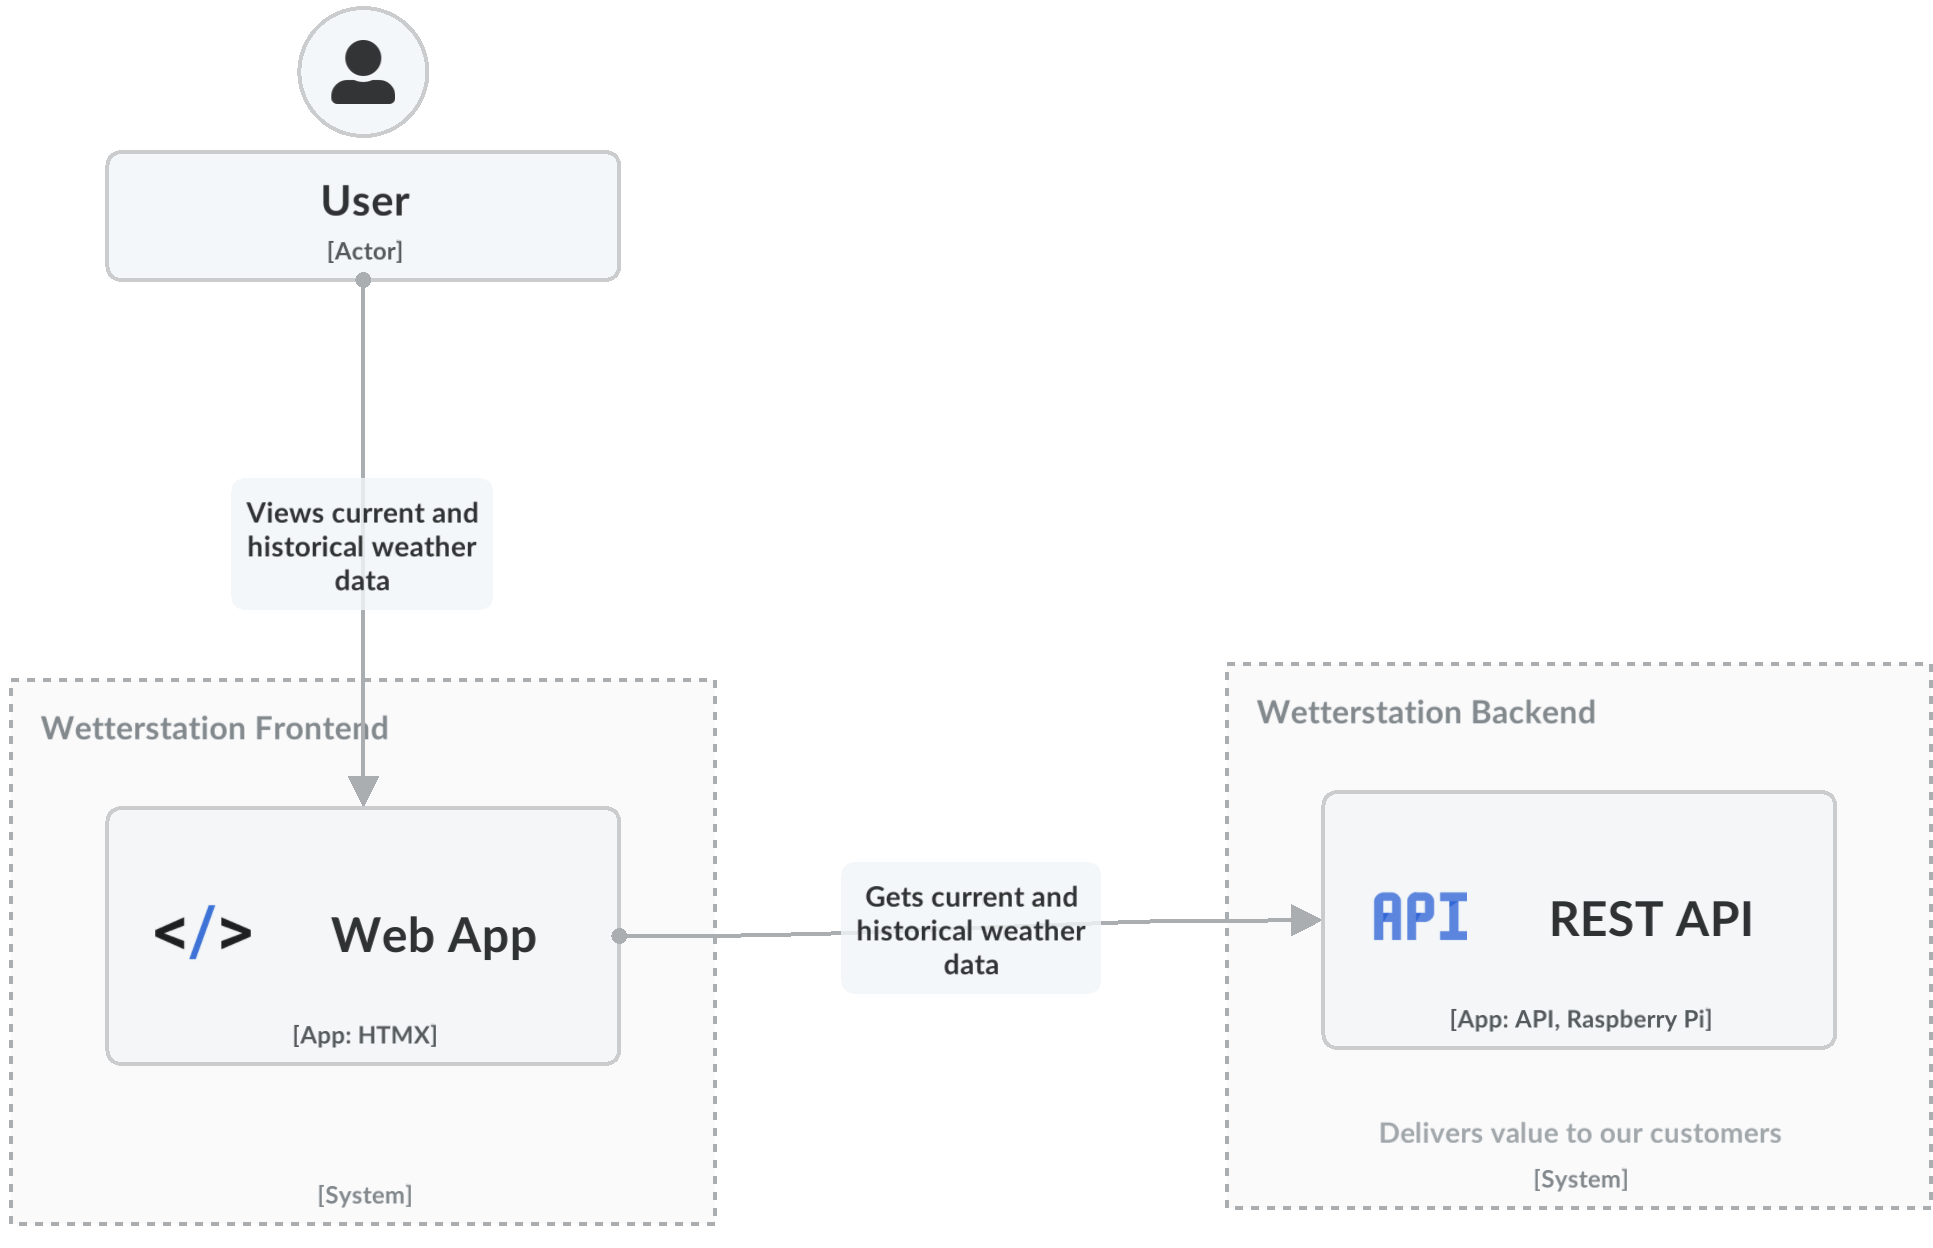 User
[Actor]
Views current and
historical weather
data
Wetterstation Frontend
</> Web App
[App: HTMX]
[System]
Gets current and
historical weather
data
Wetterstation Backend
API REST API
[App: API, Raspberry Pi]
Delivers value to our customers
[System]